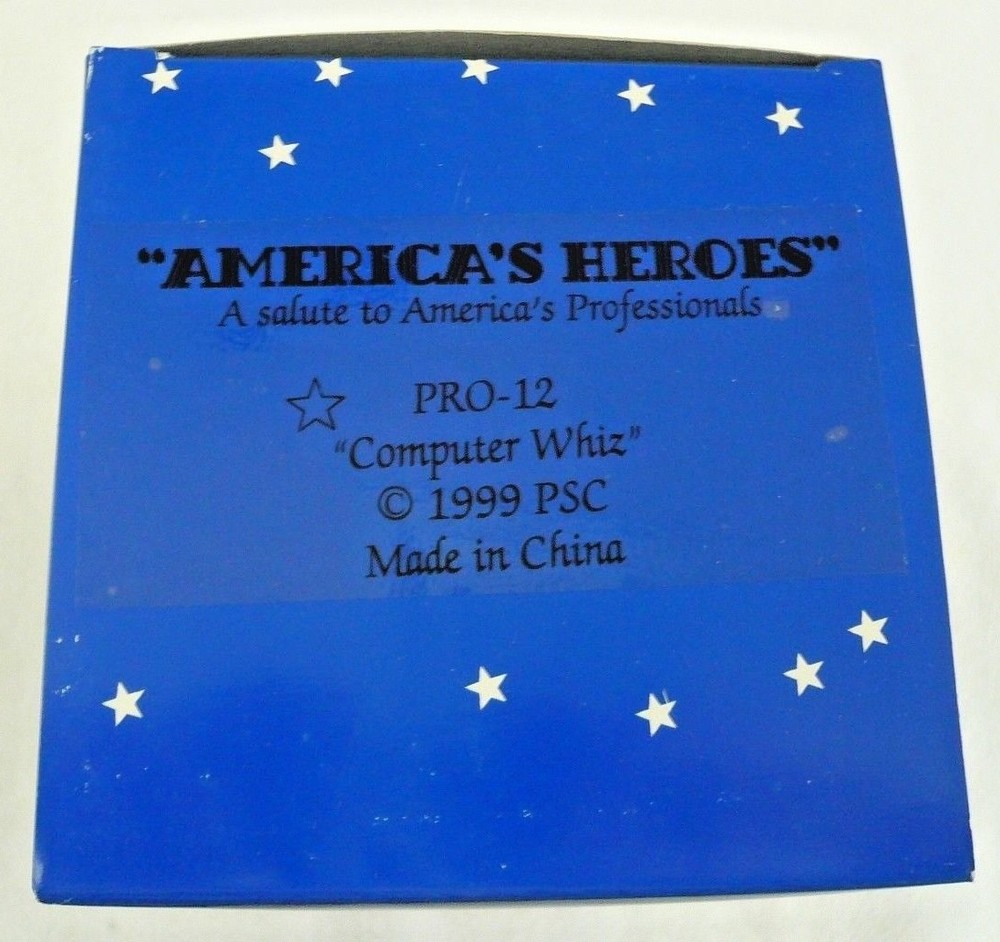 “AMERICA’S HEROES”
A salute to America’s Professionals
PRO-12
“Computer Whiz”
© 1999 PSC
Made in China